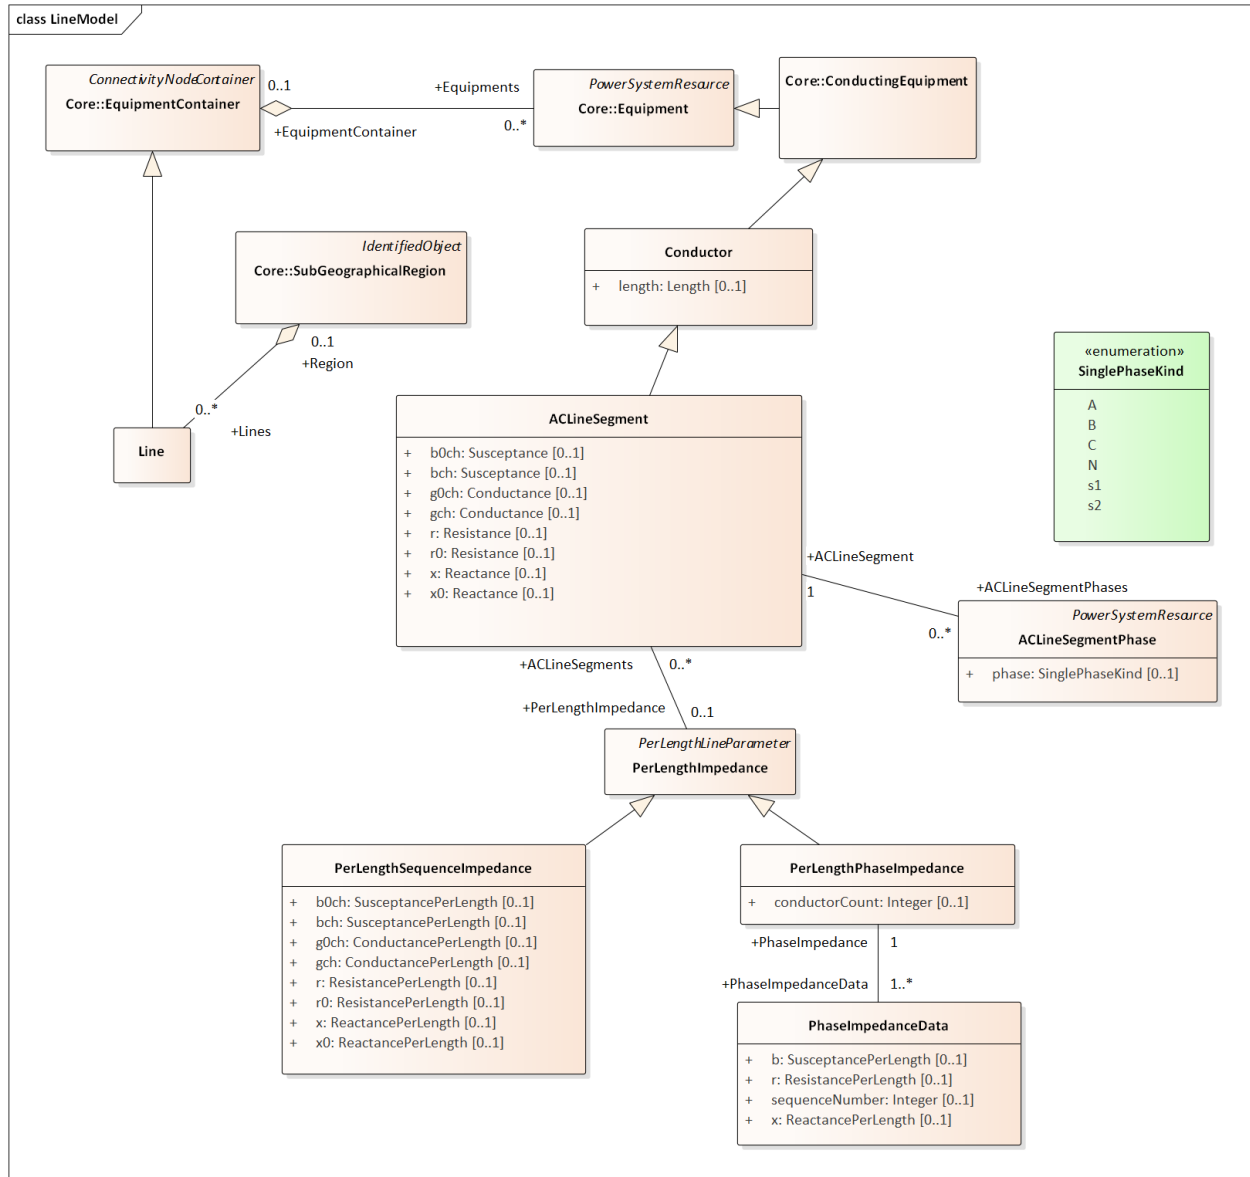 class LineModel
ConnectivityNodeContainer
Core::EquipmentContainer
0..1
+EquipmentContainer
+Equipments
0..*
PowerSystemResource
Core::Equipment
Core::ConductingEquipment
IdentifiedObject
Core::SubGeographicalRegion
0..1
+Region
0..*
+Lines
Line
Conductor
+ length: Length [0..1]
«enumeration»
SinglePhaseKind
A
B
C
N
s1
s2
ACLineSegment
+ b0ch: Susceptance [0..1]
+ bch: Susceptance [0..1]
+ g0ch: Conductance [0..1]
+ gch: Conductance [0..1]
+ r: Resistance [0..1]
+ r0: Resistance [0..1]
+ x: Reactance [0..1]
+ x0: Reactance [0..1]
+ACLineSegment
1
+ACLineSegmentPhases
0..*
PowerSystemResource
ACLineSegmentPhase
+ phase: SinglePhaseKind [0..1]
+ACLineSegments
0..*
+PerLengthImpedance
0..1
PerLengthLineParameter
PerLengthImpedance
PerLengthSequenceImpedance
+ b0ch: SusceptancePerLength [0..1]
+ bch: SusceptancePerLength [0..1]
+ g0ch: ConductancePerLength [0..1]
+ gch: ConductancePerLength [0..1]
+ r: ResistancePerLength [0..1]
+ r0: ResistancePerLength [0..1]
+ x: ReactancePerLength [0..1]
+ x0: ReactancePerLength [0..1]
PerLengthPhaseImpedance
+ conductorCount: Integer [0..1]
+PhaseImpedance
1
+PhaseImpedanceData
1..*
PhaseImpedanceData
+ b: SusceptancePerLength [0..1]
+ r: ResistancePerLength [0..1]
+ sequenceNumber: Integer [0..1]
+ x: ReactancePerLength [0..1]